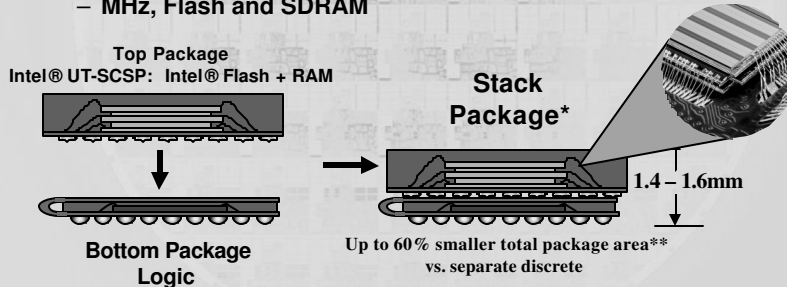 – MHz, Flash and SDRAM
Top Package
Intel® UT-SCSP: Intel® Flash + RAM
Stack
Package*
1.4 – 1.6mm
Bottom Package
Logic
Up to 60% smaller total package area**
vs. separate discrete